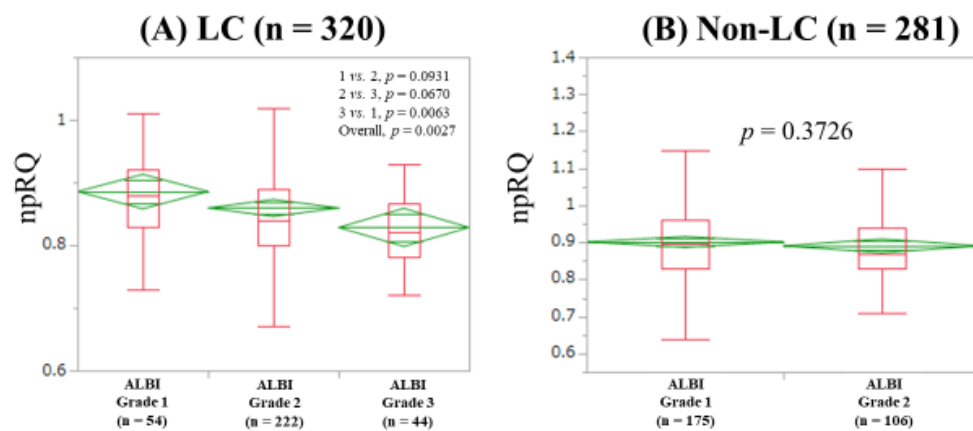 (A) LC (n = 320)
npRQ
1
0.8
0.6
1 vs. 2, p = 0.0931
2 vs. 3, p = 0.0670
3 vs. 1, p = 0.0063
Overall, p = 0.0027
ALBI
Grade 1
(n = 54)
ALBI
Grade 2
(n = 222)
ALBI
Grade 3
(n = 44)
(B) Non-LC (n = 281)
npRQ
1.4
1.3
1.2
1.1
1
0.9
0.8
0.7
0.6
p = 0.3726
ALBI
Grade 1
(n = 175)
ALBI
Grade 2
(n = 106)